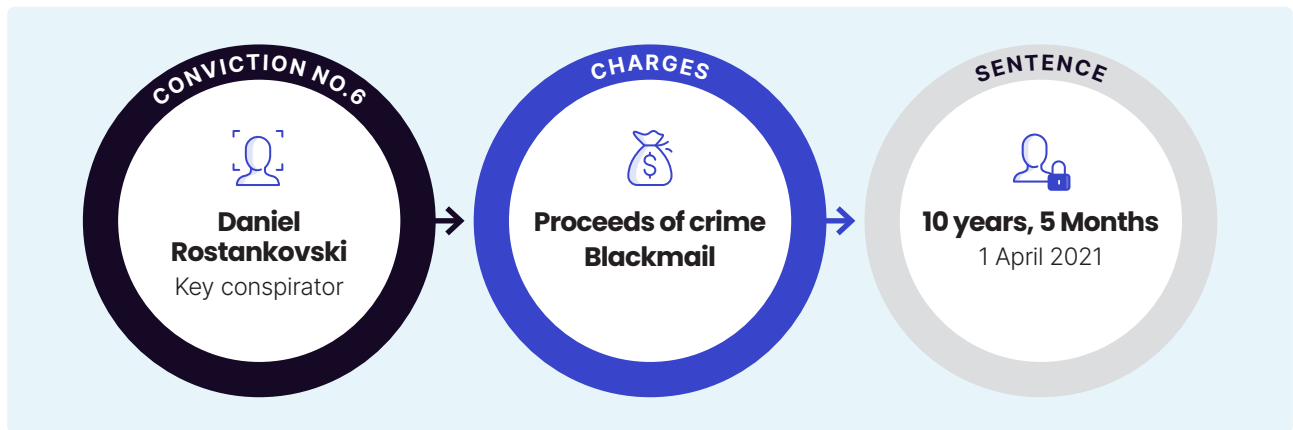 CONVICTION NO.6
Daniel
Rostankovski
Key conspirator
CHARGES
$
Proceeds of crime
Blackmail
SENTENCE
10 years, 5 Months
1 April 2021